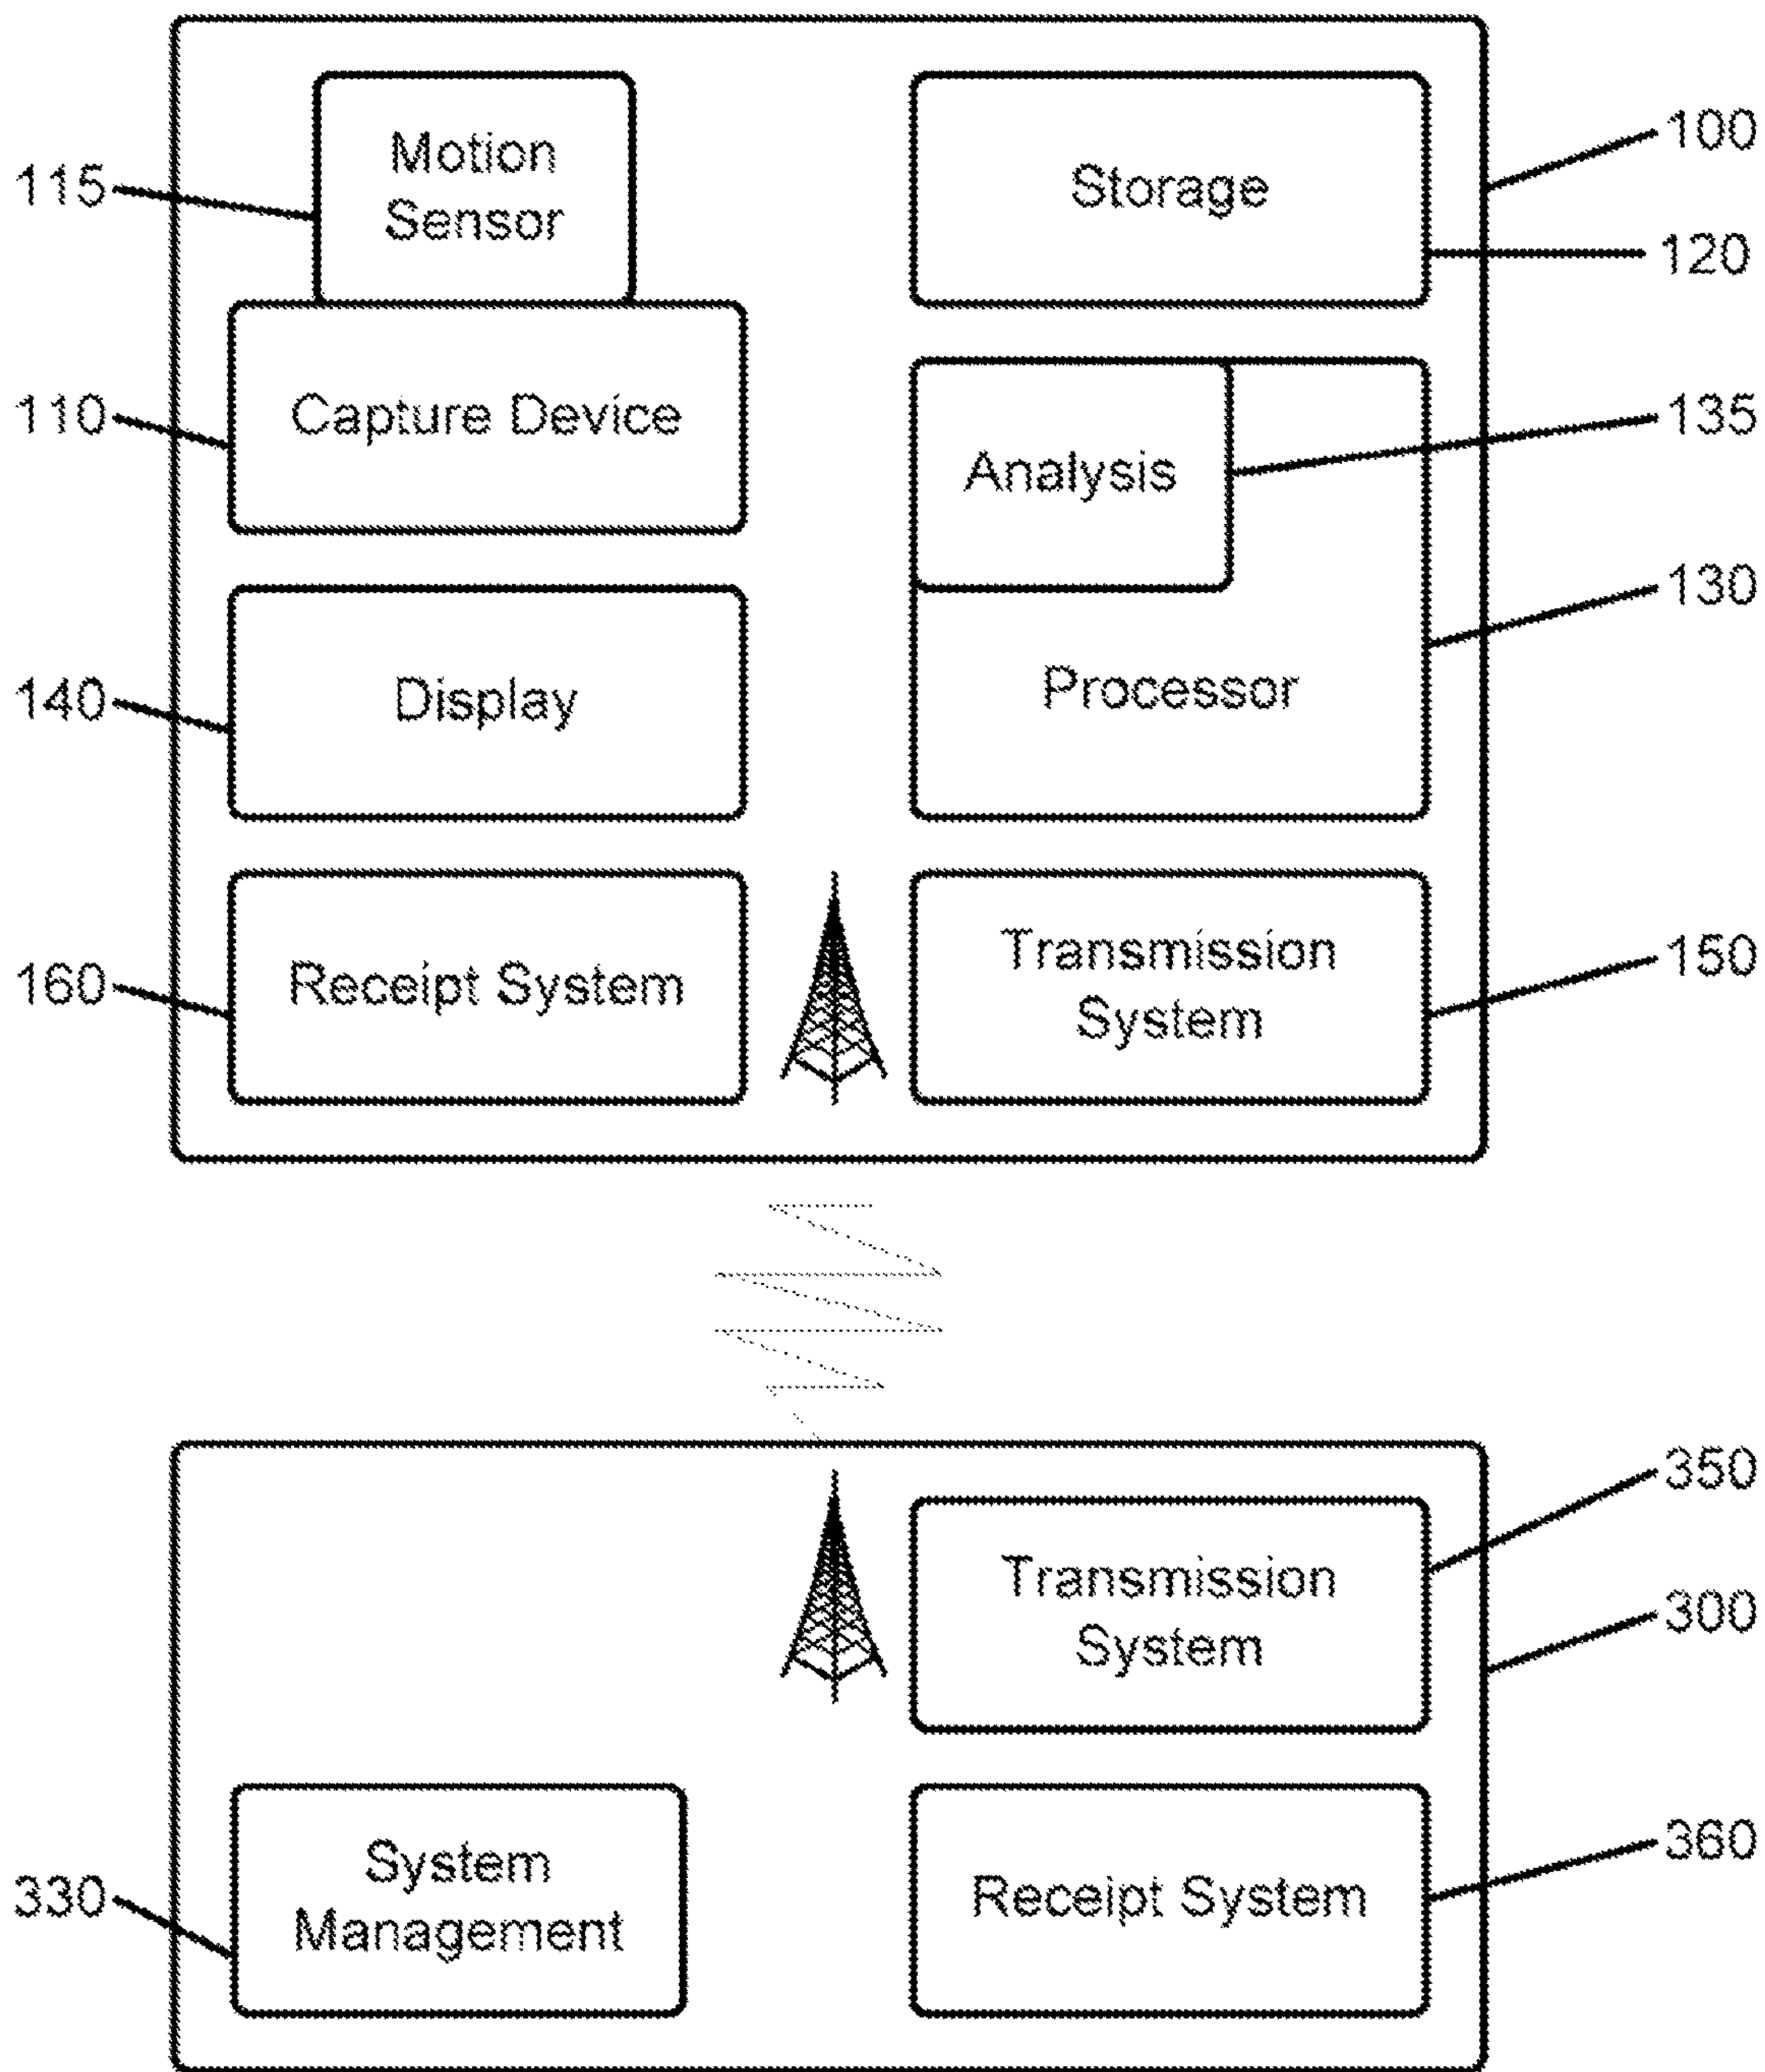 Motion
Sensor
115
Storage
100
120
Capture Device
110
Analysis
135
Processor
130
Display
140
Receipt System
160
Transmission
System
150
Transmission
System
350
300
System
Management
330
Receipt System
360